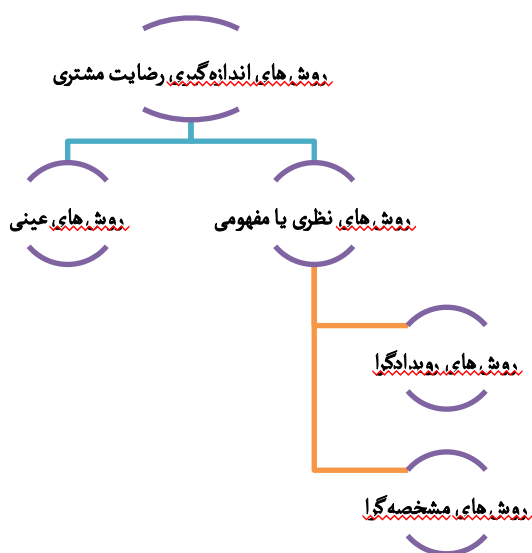 روش‌های اندازه‌گیری رضایت مشتری
روش‌های نظری یا مفهومی
روش‌های عینی
روش‌های رویدادگرا
روش‌های مشخصه‌گرا